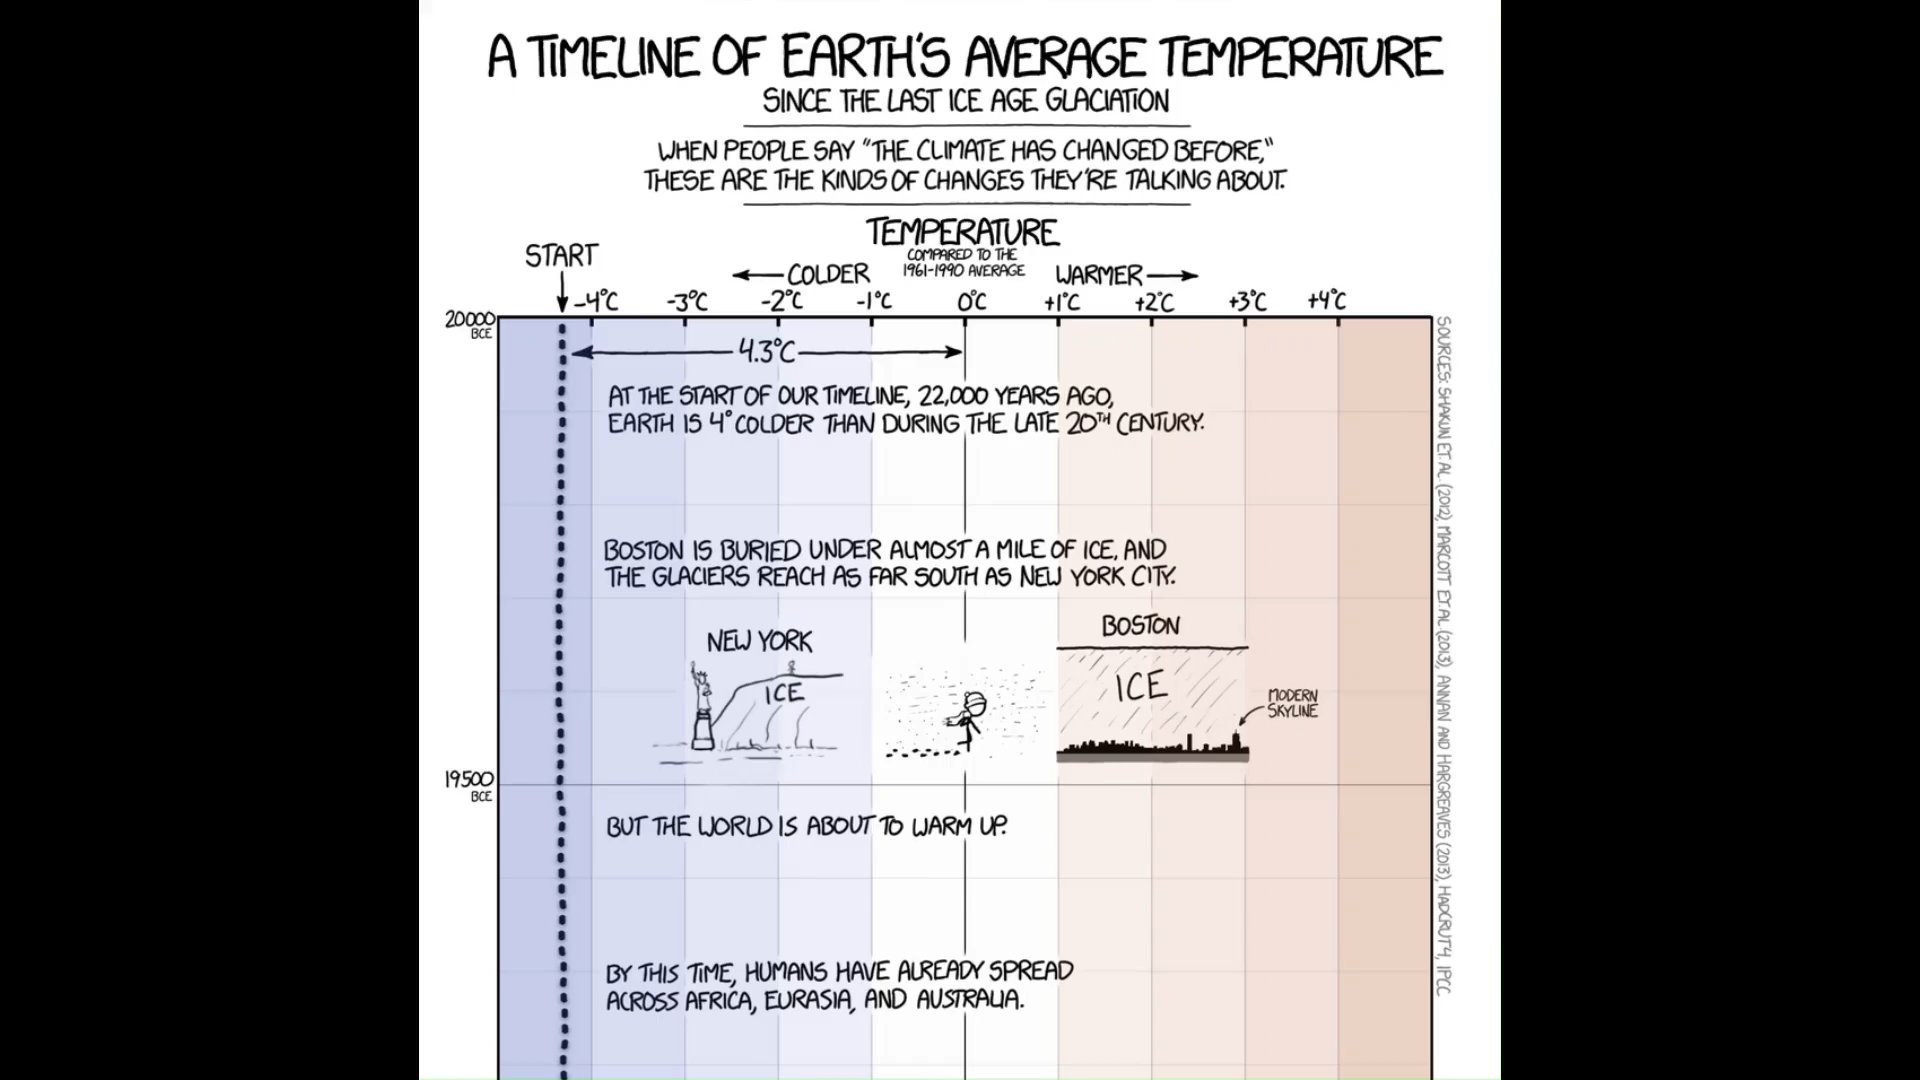 A TIMELINE OF EARTH'S AVERAGE TEMPERATURE
SINCE THE LAST ICE AGE GLACIATION
WHEN PEOPLE SAY "THE CLIMATE HAS CHANGED BEFORE,"
THESE ARE THE KINDS OF CHANGES THEY'RE TALKING ABOUT.
TEMPERATURE
COMPARED TO THE
1961-1990 AVERAGE
START
COLDER
WARMER
-4°C -3°C -2°C -1°C 0°C +1°C +2°C +3°C +4°C
20000
BCE
4.3°C
AT THE START OF OUR TIMELINE, 22,000 YEARS AGO,
EARTH IS 4° COLDER THAN DURING THE LATE 20TH CENTURY.
BOSTON IS BURIED UNDER ALMOST A MILE OF ICE, AND
THE GLACIERS REACH AS FAR SOUTH AS NEW YORK CITY.
NEW YORK
ICE
BOSTON
ICE
MODERN
SKYLINE
19500
BCE
BUT THE WORLD IS ABOUT TO WARM UP.
BY THIS TIME, HUMANS HAVE ALREADY SPREAD
ACROSS AFRICA, EURASIA, AND AUSTRALIA.
SOURCES: SHAKUN ET. AL. (2012), MARCOTT ET. AL. (2013), ANNAN AND HARGREAVES (2013), HADCRUT4, IPCC